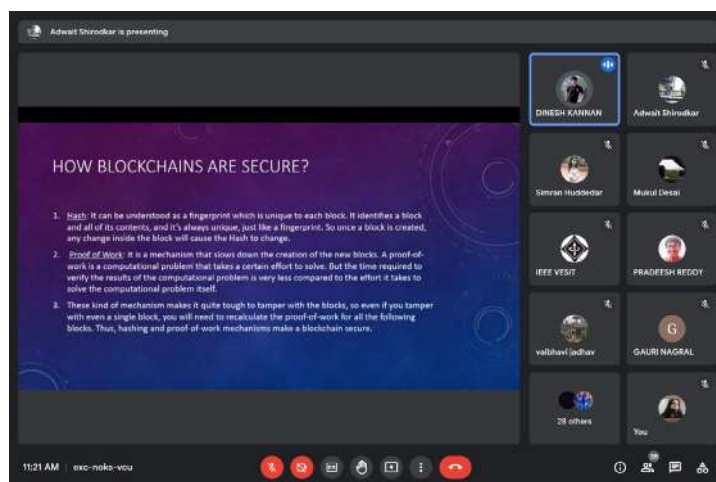 Adwait Shirodkar is presenting
HOW BLOCKCHAINS ARE SECURE?
1. Hash: It can be understood as a fingerprint which is unique to each block. It identifies a block
and all of its contents, and it's always unique, just like a fingerprint. So once a block is created,
any change inside the block will cause the Hash to change.
2. Proof of Work: It is a mechanism that slows down the creation of the new blocks. A proof-of-
work is a computational problem that takes a certain effort to solve. But the time required to
verify the results of the computational problem is very less compared to the effort it takes to
solve the computational problem itself.
3. These kind of mechanism makes it quite tough to tamper with the blocks, so even if you tamper
with even a single block, you will need to recalculate the proof-of-work for all the following
blocks. Thus, hashing and proof-of-work mechanisms make a blockchain secure.
DINESH KANNAN
Adwait Shirodkar
Simran Huddedar
Mukul Desai
IEEE VESIT
PRADEESH REDDY
vaibhavi jadhav
G
GAURI NAGRAL
28 others
You
11:21 AM | exc-noks-vcu
38